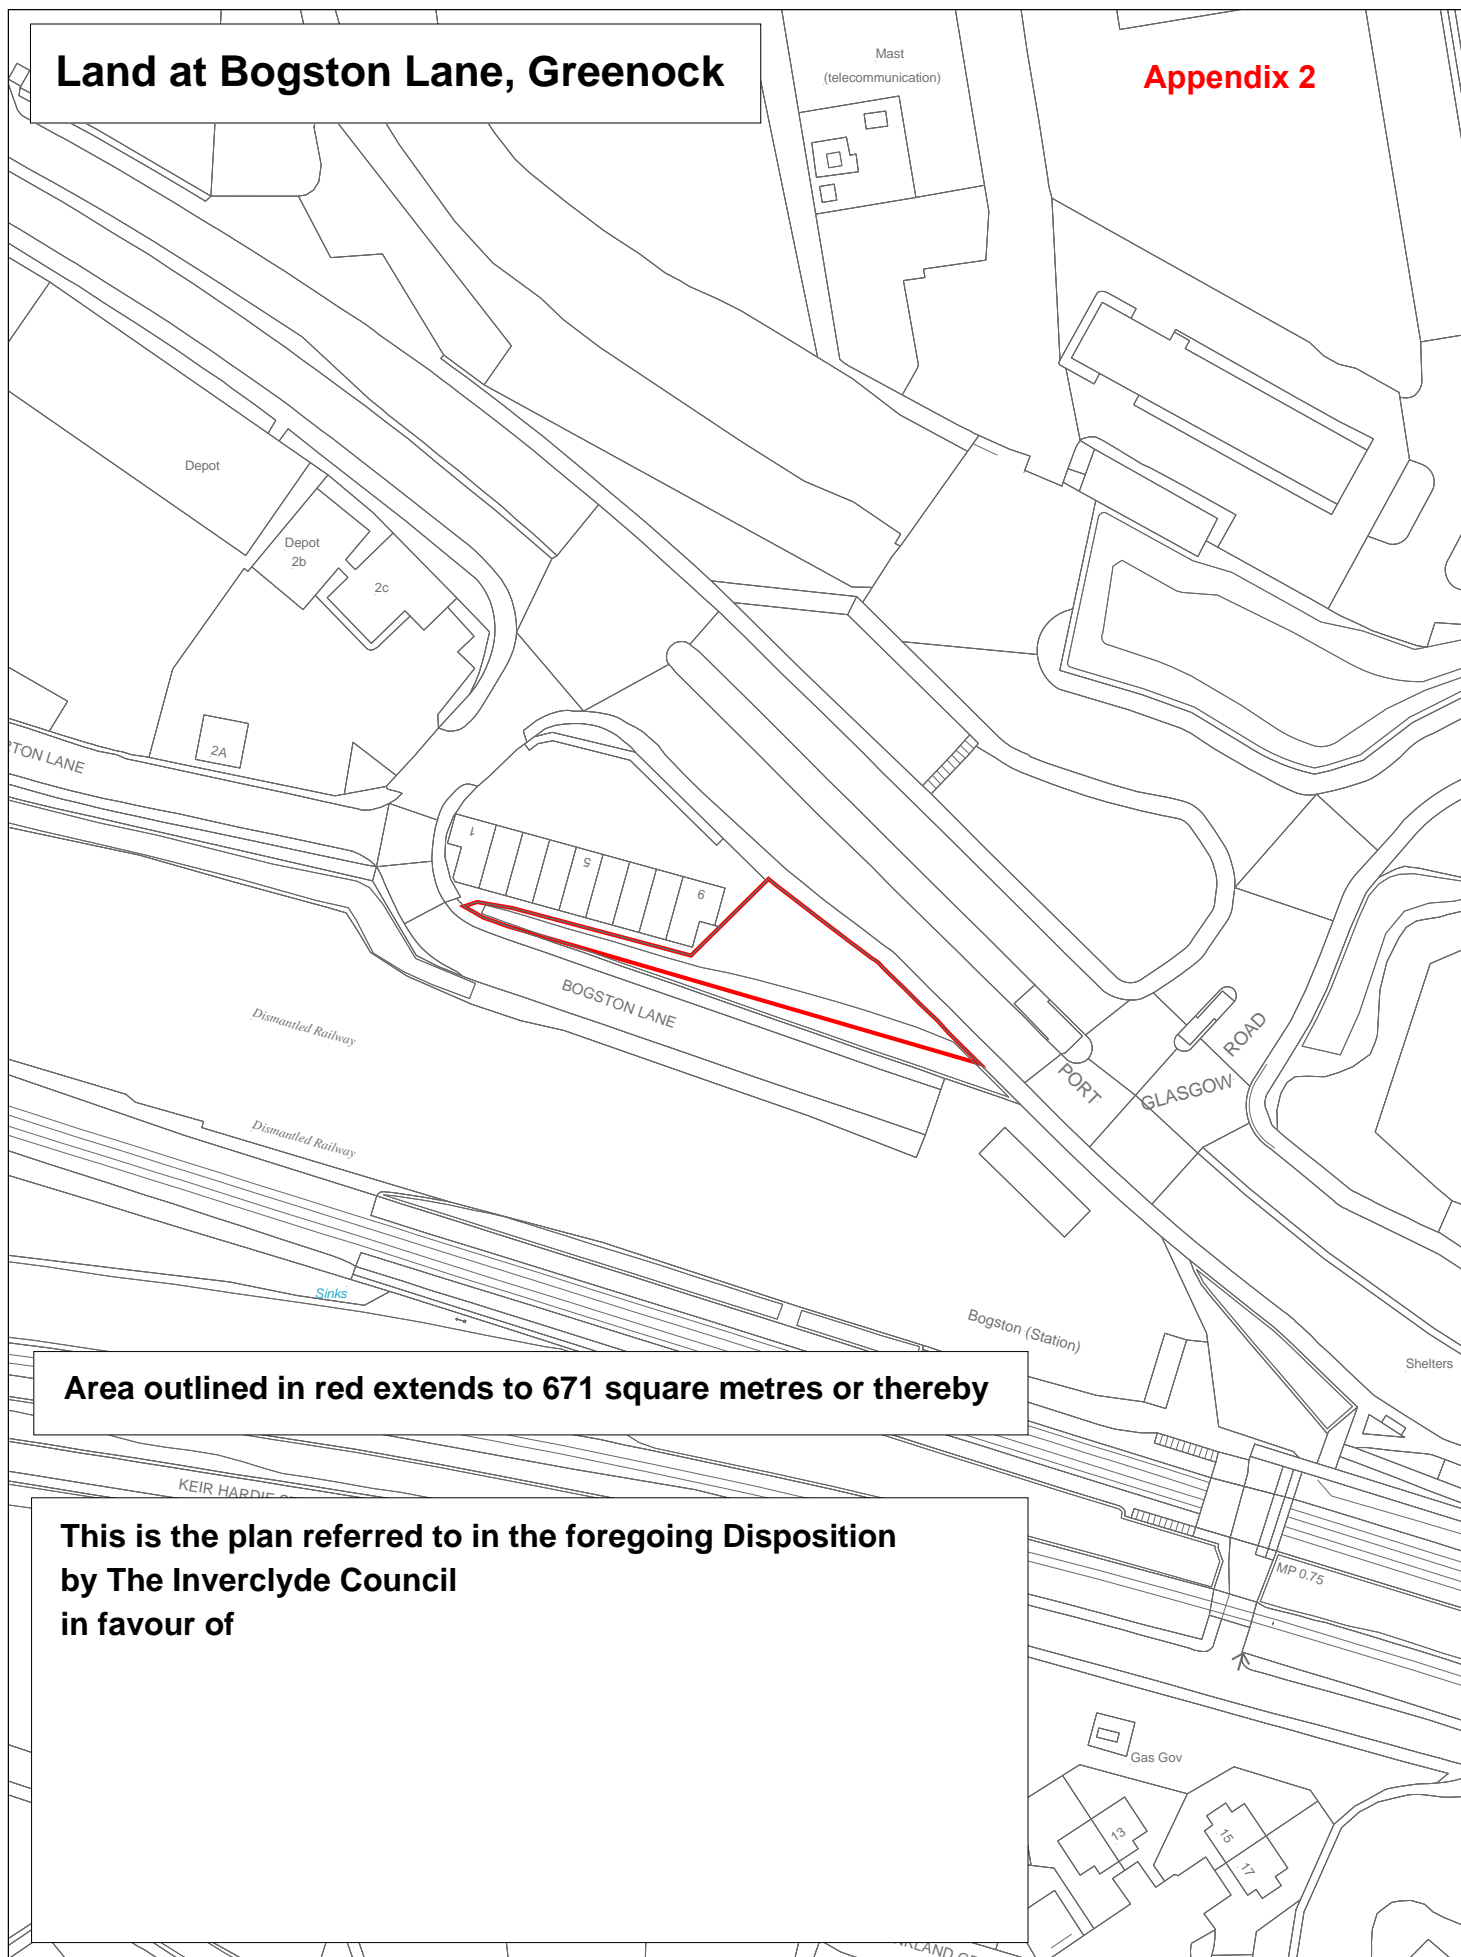 Land at Bogston Lane, Greenock
Mast
(telecommunication)
Appendix 2
Depot
Depot
2b
2c
2A
RTON LANE
1
5
9
BOGSTON LANE
Dismantled Railway
Dismantled Railway
PORT
GLASGOW
ROAD
Sinks
Bogston (Station)
Shelters
Area outlined in red extends to 671 square metres or thereby
KEIR HARDIE
MP 0.75
This is the plan referred to in the foregoing Disposition
by The Inverclyde Council
in favour of
Gas Gov
13
15
17